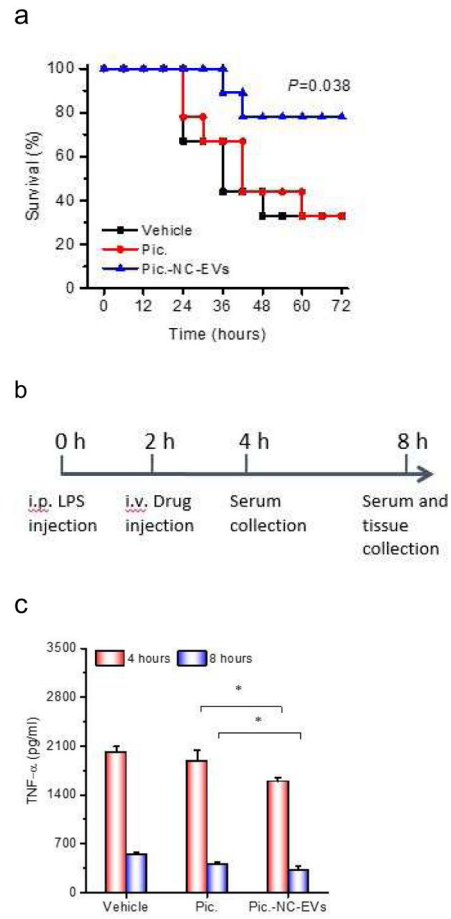 a
100
80
60
40
20
0
Survival (%)
P=0.038
Vehicle
Pic.
Pic.-NC-EVs
0 12 24 36 48 60 72
Time (hours)
b
0 h 2 h 4 h 8 h
i.p. LPS injection
i.v. Drug injection
Serum collection
Serum and tissue collection
c
3500
2800
2100
1400
700
0
TNF-α (pg/ml)
4 hours 8 hours
*
*
Vehicle Pic. Pic.-NC-EVs